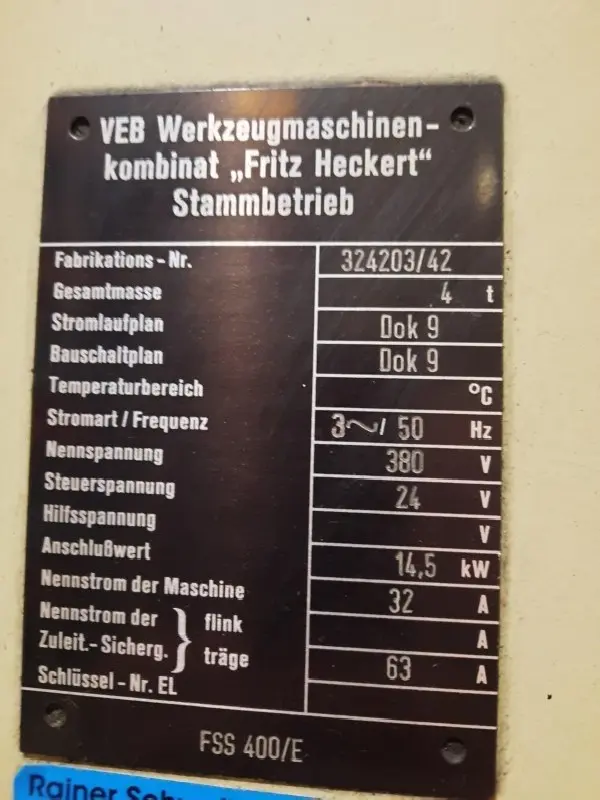 VEB Werkzeugmaschinen-
kombinat „Fritz Heckert“
Stammbetrieb
Fabrikations-Nr. 324203/42
Gesamtmasse 4 t
Stromlaufplan Dok 9
Bauschaltplan Dok 9
Temperaturbereich °C
Stromart/Frequenz 3~/ 50 Hz
Nennspannung 380 V
Steuerspannung 24 V
Hilfsspannung V
Anschlußwert 14,5 kW
Nennstrom der Maschine 32 A
Nennstrom der } flink A
Zuleit.-Sicherg. } träge 63 A
Schlüssel-Nr. EL
FSS 400/E
Rainer